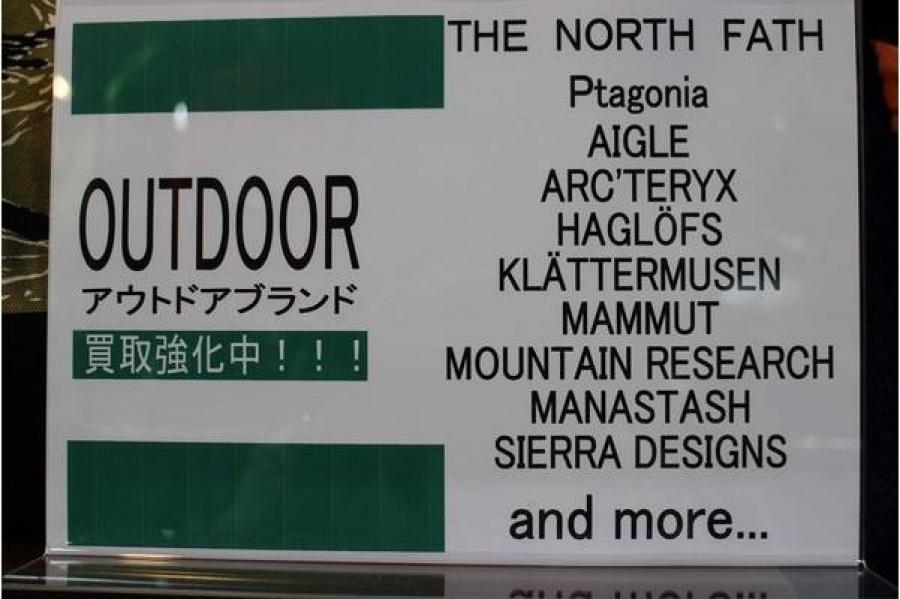 OUTDOOR
アウトドアブランド
買取強化中！！！
THE NORTH FATH
Ptagonia
AIGLE
ARC'TERYX
HAGLÖFS
KLÄTTERMUSEN
MAMMUT
MOUNTAIN RESEARCH
MANASTASH
SIERRA DESIGNS
and more...